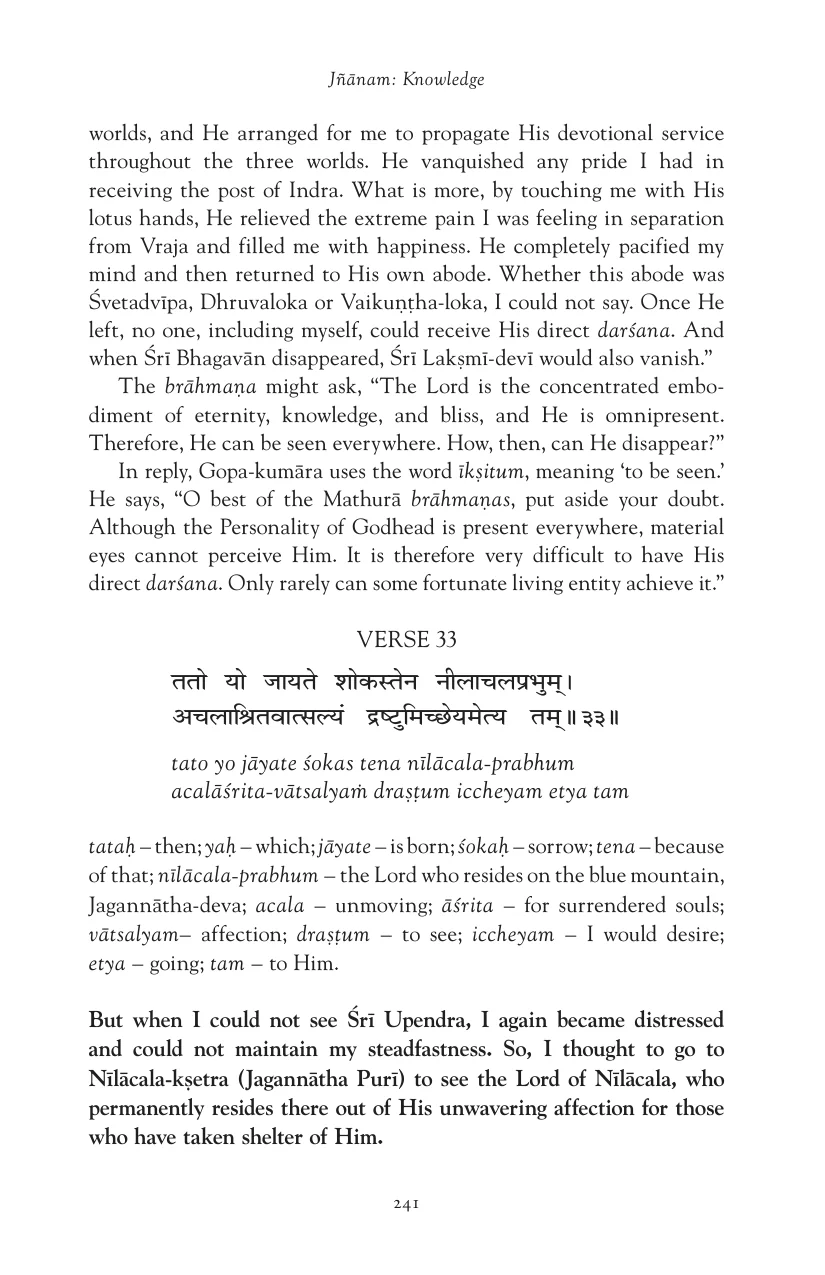 Jñānam: Knowledge
worlds, and He arranged for me to propagate His devotional service
throughout the three worlds. He vanquished any pride I had in
receiving the post of Indra. What is more, by touching me with His
lotus hands, He relieved the extreme pain I was feeling in separation
from Vraja and filled me with happiness. He completely pacified my
mind and then returned to His own abode. Whether this abode was
Śvetadvīpa, Dhruvaloka or Vaikuṇṭha-loka, I could not say. Once He
left, no one, including myself, could receive His direct darśana. And
when Śrī Bhagavān disappeared, Śrī Lakṣmī-devī would also vanish.”
The brāhmaṇa might ask, “The Lord is the concentrated embo-
diment of eternity, knowledge, and bliss, and He is omnipresent.
Therefore, He can be seen everywhere. How, then, can He disappear?”
In reply, Gopa-kumāra uses the word īkṣitum, meaning ‘to be seen.’
He says, “O best of the Mathurā brāhmaṇas, put aside your doubt.
Although the Personality of Godhead is present everywhere, material
eyes cannot perceive Him. It is therefore very difficult to have His
direct darśana. Only rarely can some fortunate living entity achieve it.”
VERSE 33
ततो यो जायते शोकस्तेन नीलाचलप्रभुम्।
अचलाश्रितवात्सल्यं द्रष्टुमिच्छेयमेत्य तम्॥३३॥
tato yo jāyate śokas tena nīlācala-prabhum
acalāśrita-vātsalyaṁ draṣṭum iccheyam etya tam
tataḥ – then; yaḥ – which; jāyate – is born; śokaḥ – sorrow; tena – because
of that; nīlācala-prabhum – the Lord who resides on the blue mountain,
Jagannātha-deva; acala – unmoving; āśrita – for surrendered souls;
vātsalyam– affection; draṣṭum – to see; iccheyam – I would desire;
etya – going; tam – to Him.
But when I could not see Śrī Upendra, I again became distressed
and could not maintain my steadfastness. So, I thought to go to
Nīlācala-kṣetra (Jagannātha Purī) to see the Lord of Nīlācala, who
permanently resides there out of His unwavering affection for those
who have taken shelter of Him.
241